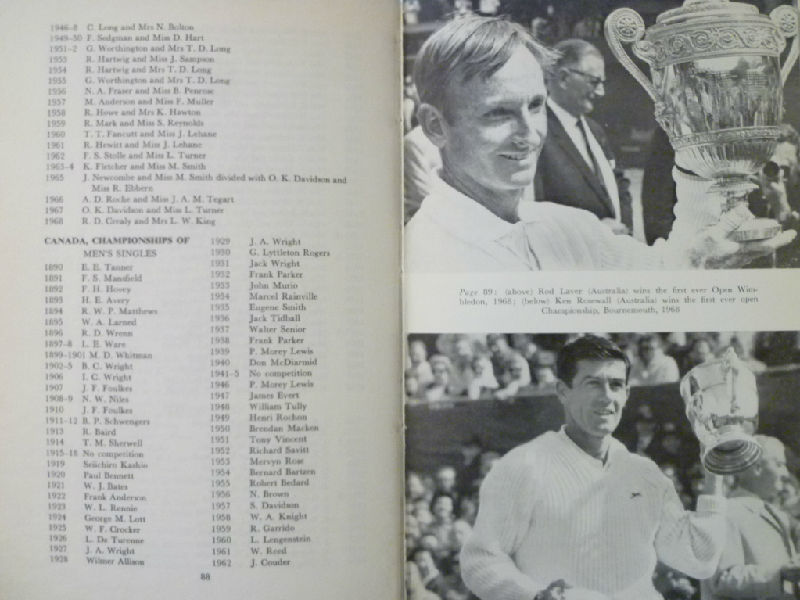 1946-8 C. Long and Mrs N. Bolton
1949-50 F. Sedgman and Miss D. Hart
1951-2 G. Worthington and Mrs T. D. Long
1953 R. Hartwig and Miss J. Sampson
1954 R. Hartwig and Mrs T. D. Long
1955 G. Worthington and Mrs T. D. Long
1956 N. A. Fraser and Miss B. Penrose
1957 M. Anderson and Miss F. Muller
1958 R. Howe and Mrs K. Hawton
1959 R. Mark and Miss S. Reynolds
1960 T. T. Fancutt and Miss J. Lehane
1961 R. Hewitt and Miss J. Lehane
1962 F. S. Stolle and Miss L. Turner
1963-4 K. Fletcher and Miss M. Smith
1965 J. Newcombe and Miss M. Smith divided with O. K. Davidson and
Miss R. Ebbern
1966 A. D. Roche and Miss J. A. M. Tegart
1967 O. K. Davidson and Miss L. Turner
1968 R. D. Crealy and Mrs L. W. King
CANADA, CHAMPIONSHIPS OF
MEN'S SINGLES
1890 E. E. Tanner
1891 F. S. Mansfield
1892 F. H. Hovey
1893 H. E. Avery
1894 R. W. P. Matthews
1895 W. A. Larned
1896 R. D. Wrenn
1897-8 L. E. Ware
1899-1901 M. D. Whitman
1902-5 B. C. Wright
1906 I. C. Wright
1907 J. F. Foulkes
1908-9 N. W. Niles
1910 J. F. Foulkes
1911-12 B. P. Schwengers
1913 R. Baird
1914 T. M. Sherwell
1915-18 No competition
1919 Seiichiro Kashio
1920 Paul Bennett
1921 W. J. Bates
1922 Frank Anderson
1923 W. L. Rennie
1924 George M. Lott
1925 W. F. Crocker
1926 L. De Turenne
1927 J. A. Wright
1928 Wilmer Allison
1929 J. A. Wright
1930 G. Lyttleton Rogers
1931 Jack Wright
1932 Frank Parker
1933 John Murio
1934 Marcel Rainville
1935 Eugene Smith
1936 Jack Tidball
1937 Walter Senior
1938 Frank Parker
1939 P. Morey Lewis
1940 Don McDiarmid
1941-5 No competition
1946 P. Morey Lewis
1947 James Evert
1948 William Tully
1949 Henri Rochon
1950 Brendan Macken
1951 Tony Vincent
1952 Richard Savitt
1953 Mervyn Rose
1954 Bernard Bartzen
1955 Robert Bedard
1956 N. Brown
1957 S. Davidson
1958 W. A. Knight
1959 R. Garrido
1960 L. Lengenstein
1961 W. Reed
1962 J. Couder
88
Page 89: (above) Rod Laver (Australia) wins the first ever Open Wim-
bledon, 1968; (below) Ken Rosewall (Australia) wins the first ever open
Championship, Bournemouth, 1968